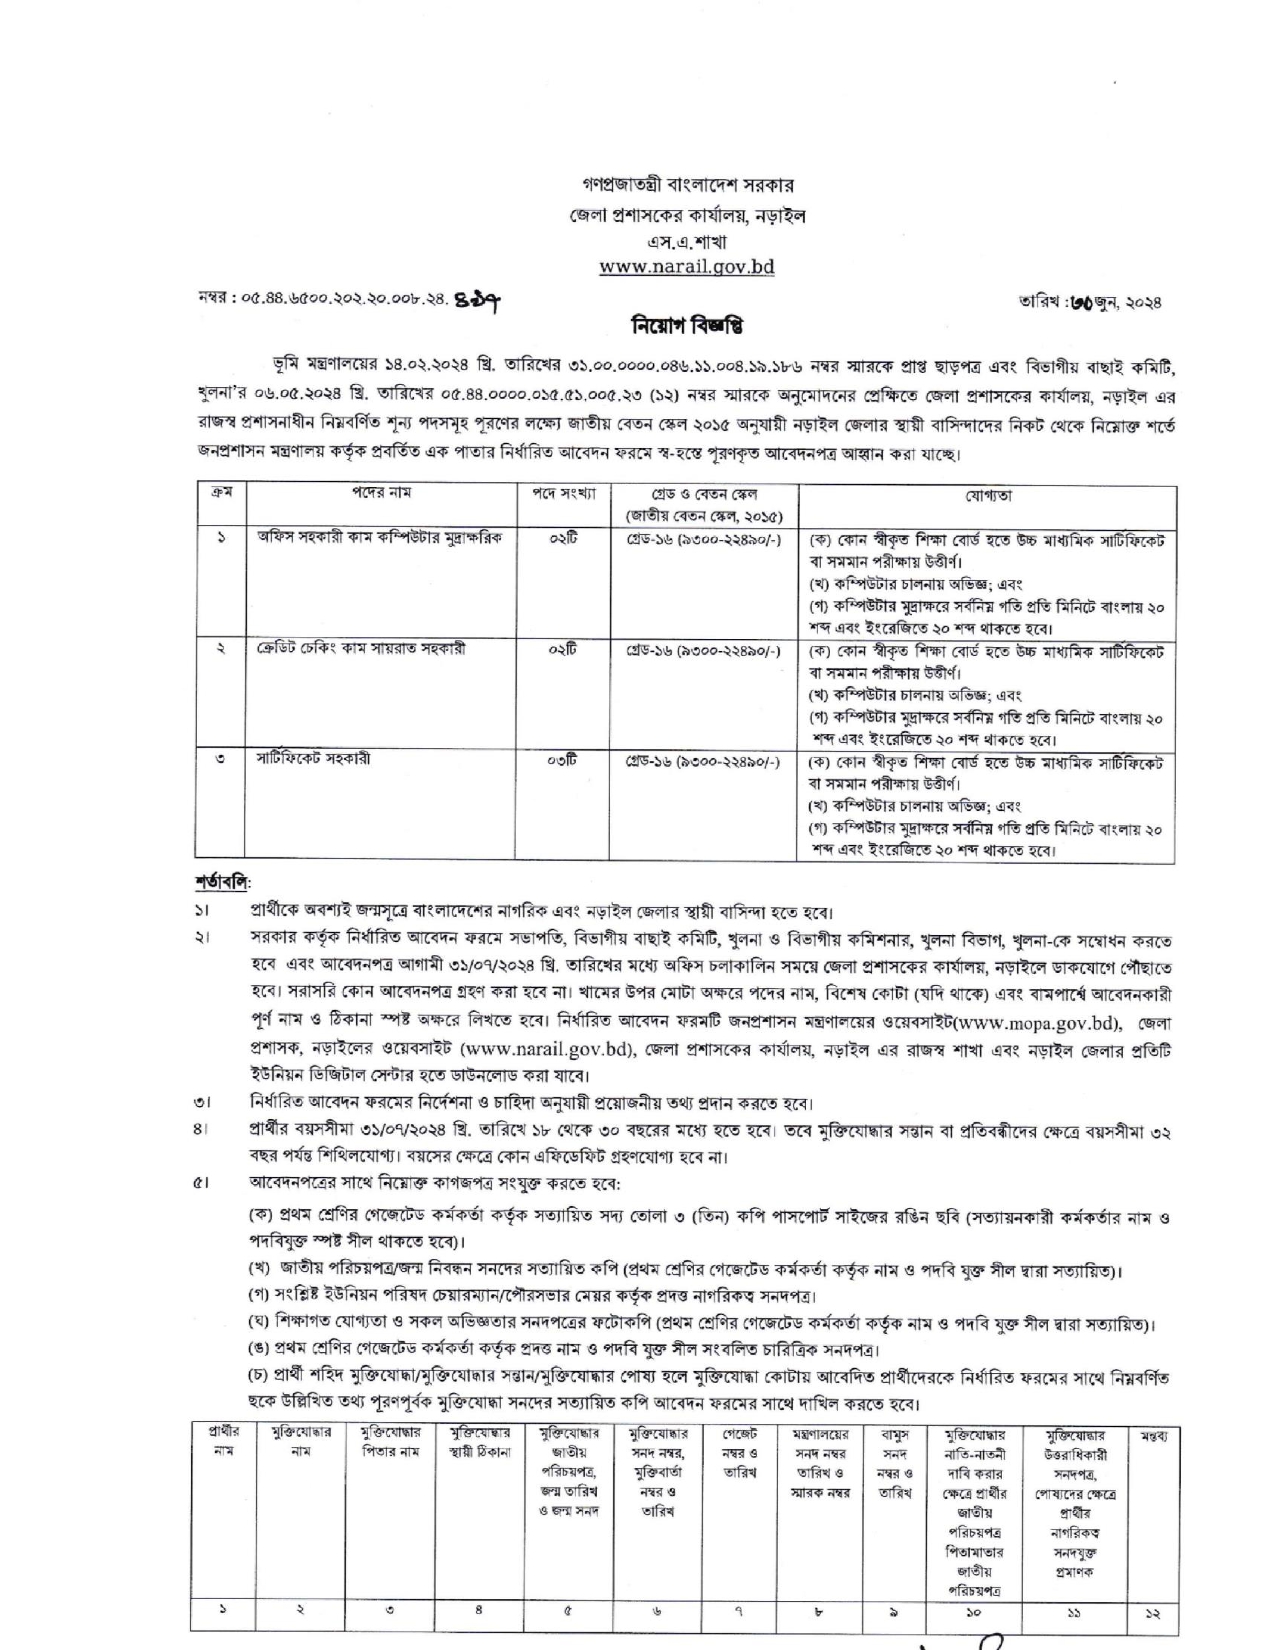 গণপ্রজাতন্ত্রী বাংলাদেশ সরকার
জেলা প্রশাসকের কার্যালয়, নড়াইল
এস.এ.শাখা
www.narail.gov.bd
নম্বর : ০৫.৪৪.৬৫০০.২০২.২০.০০৮.২৪.
তারিখ : ৩০ জুন, ২০২৪
নিয়োগ বিজ্ঞপ্তি
ভূমি মন্ত্রণালয়ের ১৪.০২.২০২৪ খ্রি. তারিখের ৩১.০০.০০০০.০৪৬.১১.০০৪.১৯.১৮৬ নম্বর স্মারকে প্রাপ্ত ছাড়পত্র এবং বিভাগীয় বাছাই কমিটি,
খুলনা'র ০৬.০৫.২০২৪ খ্রি. তারিখের ০৫.৪৪.০০০০.০১৫.৫১.০০৫.২৩ (১২) নম্বর স্মারকে অনুমোদনের প্রেক্ষিতে জেলা প্রশাসকের কার্যালয়, নড়াইল এর
রাজস্ব প্রশাসনাধীন নিম্নবর্ণিত শূন্য পদসমূহ পূরণের লক্ষ্যে জাতীয় বেতন স্কেল ২০১৫ অনুযায়ী নড়াইল জেলার স্থায়ী বাসিন্দাদের নিকট থেকে নিম্নোক্ত শর্তে
জনপ্রশাসন মন্ত্রণালয় কর্তৃক প্রবর্তিত এক পাতার নির্ধারিত আবেদন ফরমে স্ব-হস্তে পূরণকৃত আবেদনপত্র আহ্বান করা যাচ্ছে।
ক্রম পদের নাম পদে সংখ্যা গ্রেড ও বেতন স্কেল যোগ্যতা
(জাতীয় বেতন স্কেল, ২০১৫)
১ অফিস সহকারী কাম কম্পিউটার মুদ্রাক্ষরিক ০২টি গ্রেড-১৬ (৯৩০০-২২৪৯০/-) (ক) কোন স্বীকৃত শিক্ষা বোর্ড হতে উচ্চ মাধ্যমিক সার্টিফিকেট
বা সমমান পরীক্ষায় উত্তীর্ণ।
(খ) কম্পিউটার চালনায় অভিজ্ঞ; এবং
(গ) কম্পিউটার মুদ্রাক্ষরে সর্বনিম্ন গতি প্রতি মিনিটে বাংলায় ২০
শব্দ এবং ইংরেজিতে ২০ শব্দ থাকতে হবে।
২ ক্রেডিট চেকিং কাম সায়রাত সহকারী ০২টি গ্রেড-১৬ (৯৩০০-২২৪৯০/-) (ক) কোন স্বীকৃত শিক্ষা বোর্ড হতে উচ্চ মাধ্যমিক সার্টিফিকেট
বা সমমান পরীক্ষায় উত্তীর্ণ।
(খ) কম্পিউটার চালনায় অভিজ্ঞ; এবং
(গ) কম্পিউটার মুদ্রাক্ষরে সর্বনিম্ন গতি প্রতি মিনিটে বাংলায় ২০
শব্দ এবং ইংরেজিতে ২০ শব্দ থাকতে হবে।
৩ সার্টিফিকেট সহকারী ০৩টি গ্রেড-১৬ (৯৩০০-২২৪৯০/-) (ক) কোন স্বীকৃত শিক্ষা বোর্ড হতে উচ্চ মাধ্যমিক সার্টিফিকেট
বা সমমান পরীক্ষায় উত্তীর্ণ।
(খ) কম্পিউটার চালনায় অভিজ্ঞ; এবং
(গ) কম্পিউটার মুদ্রাক্ষরে সর্বনিম্ন গতি প্রতি মিনিটে বাংলায় ২০
শব্দ এবং ইংরেজিতে ২০ শব্দ থাকতে হবে।
শর্তাবলি:
১। প্রার্থীকে অবশ্যই জন্মসূত্রে বাংলাদেশের নাগরিক এবং নড়াইল জেলার স্থায়ী বাসিন্দা হতে হবে।
২। সরকার কর্তৃক নির্ধারিত আবেদন ফরমে সভাপতি, বিভাগীয় বাছাই কমিটি, খুলনা ও বিভাগীয় কমিশনার, খুলনা বিভাগ, খুলনা-কে সম্বোধন করতে
হবে এবং আবেদনপত্র আগামী ৩১/০৭/২০২৪ খ্রি. তারিখের মধ্যে অফিস চলাকালিন সময়ে জেলা প্রশাসকের কার্যালয়, নড়াইলে ডাকযোগে পৌঁছাতে
হবে। সরাসরি কোন আবেদনপত্র গ্রহণ করা হবে না। খামের উপর মোটা অক্ষরে পদের নাম, বিশেষ কোটা (যদি থাকে) এবং বামপার্শ্বে আবেদনকারী
পূর্ণ নাম ও ঠিকানা স্পষ্ট অক্ষরে লিখতে হবে। নির্ধারিত আবেদন ফরমটি জনপ্রশাসন মন্ত্রণালয়ের ওয়েবসাইট(www.mopa.gov.bd), জেলা
প্রশাসক, নড়াইলের ওয়েবসাইট (www.narail.gov.bd), জেলা প্রশাসকের কার্যালয়, নড়াইল এর রাজস্ব শাখা এবং নড়াইল জেলার প্রতিটি
ইউনিয়ন ডিজিটাল সেন্টার হতে ডাউনলোড করা যাবে।
৩। নির্ধারিত আবেদন ফরমের নির্দেশনা ও চাহিদা অনুযায়ী প্রয়োজনীয় তথ্য প্রদান করতে হবে।
৪। প্রার্থীর বয়সসীমা ৩১/০৭/২০২৪ খ্রি. তারিখে ১৮ থেকে ৩০ বছরের মধ্যে হতে হবে। তবে মুক্তিযোদ্ধার সন্তান বা প্রতিবন্ধীদের ক্ষেত্রে বয়সসীমা ৩২
বছর পর্যন্ত শিথিলযোগ্য। বয়সের ক্ষেত্রে কোন এফিডেফিট গ্রহণযোগ্য হবে না।
৫। আবেদনপত্রের সাথে নিম্নোক্ত কাগজপত্র সংযুক্ত করতে হবে:
(ক) প্রথম শ্রেণির গেজেটেড কর্মকর্তা কর্তৃক সত্যায়িত সদ্য তোলা ৩ (তিন) কপি পাসপোর্ট সাইজের রঙিন ছবি (সত্যায়নকারী কর্মকর্তার নাম ও
পদবিযুক্ত স্পষ্ট সীল থাকতে হবে)।
(খ) জাতীয় পরিচয়পত্র/জন্ম নিবন্ধন সনদের সত্যায়িত কপি (প্রথম শ্রেণির গেজেটেড কর্মকর্তা কর্তৃক নাম ও পদবি যুক্ত সীল দ্বারা সত্যায়িত)।
(গ) সংশ্লিষ্ট ইউনিয়ন পরিষদ চেয়ারম্যান/পৌরসভার মেয়র কর্তৃক প্রদত্ত নাগরিকত্ব সনদপত্র।
(ঘ) শিক্ষাগত যোগ্যতা ও সকল অভিজ্ঞতার সনদপত্রের ফটোকপি (প্রথম শ্রেণির গেজেটেড কর্মকর্তা কর্তৃক নাম ও পদবি যুক্ত সীল দ্বারা সত্যায়িত)।
(ঙ) প্রথম শ্রেণির গেজেটেড কর্মকর্তা কর্তৃক প্রদত্ত নাম ও পদবি যুক্ত সীল সংবলিত চারিত্রিক সনদপত্র।
(চ) প্রার্থী শহিদ মুক্তিযোদ্ধা/মুক্তিযোদ্ধার সন্তান/মুক্তিযোদ্ধার পোষ্য হলে মুক্তিযোদ্ধা কোটায় আবেদিত প্রার্থীদেরকে নির্ধারিত ফরমের সাথে নিম্নবর্ণিত
ছকে উল্লিখিত তথ্য পূরণপূর্বক মুক্তিযোদ্ধা সনদের সত্যায়িত কপি আবেদন ফরমের সাথে দাখিল করতে হবে।
প্রার্থীর মুক্তিযোদ্ধার মুক্তিযোদ্ধার মুক্তিযোদ্ধার মুক্তিযোদ্ধার মুক্তিযোদ্ধার গেজেট মন্ত্রণালয়ের বামুস মুক্তিযোদ্ধার মুক্তিযোদ্ধার মন্তব্য
নাম নাম পিতার নাম স্থায়ী ঠিকানা জাতীয় সনদ নম্বর, নম্বর ও সনদ নম্বর সনদ নাতি-নাতনী উত্তরাধিকারী
পরিচয়পত্র, মুক্তিবার্তা তারিখ তারিখ ও নম্বর ও দাবি করার সনদপত্র,
জন্ম তারিখ নম্বর ও স্মারক নম্বর তারিখ ক্ষেত্রে প্রার্থীর পোষ্যদের ক্ষেত্রে
ও জন্ম সনদ তারিখ জাতীয় প্রার্থীর
পরিচয়পত্র নাগরিকত্ব
পিতামাতার সনদযুক্ত
জাতীয় প্রমাণক
পরিচয়পত্র
১ ২ ৩ ৪ ৫ ৬ ৭ ৮ ৯ ১০ ১১ ১২